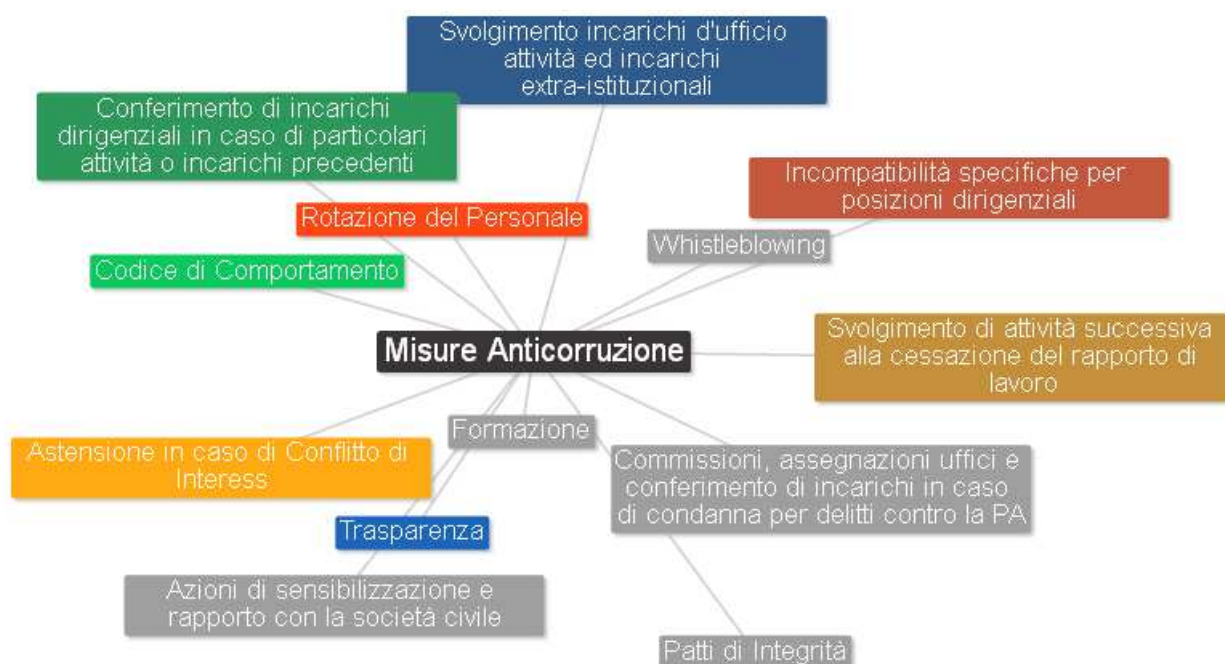 Svolgimento incarichi d'ufficio
attività ed incarichi
extra-istituzionali
Conferimento di incarichi
dirigenziali in caso di particolari
attività o incarichi precedenti
Incompatibilità specifiche per
posizioni dirigenziali
Rotazione del Personale
Whistleblowing
Codice di Comportamento
Misure Anticorruzione
Svolgimento di attività successiva
alla cessazione del rapporto di
lavoro
Formazione
Astensione in caso di Conflitto di
Interess
Commissioni, assegnazioni uffici e
conferimento di incarichi in caso
di condanna per delitti contro la PA
Trasparenza
Azioni di sensibilizzazione e
rapporto con la società civile
Patti di Integrità